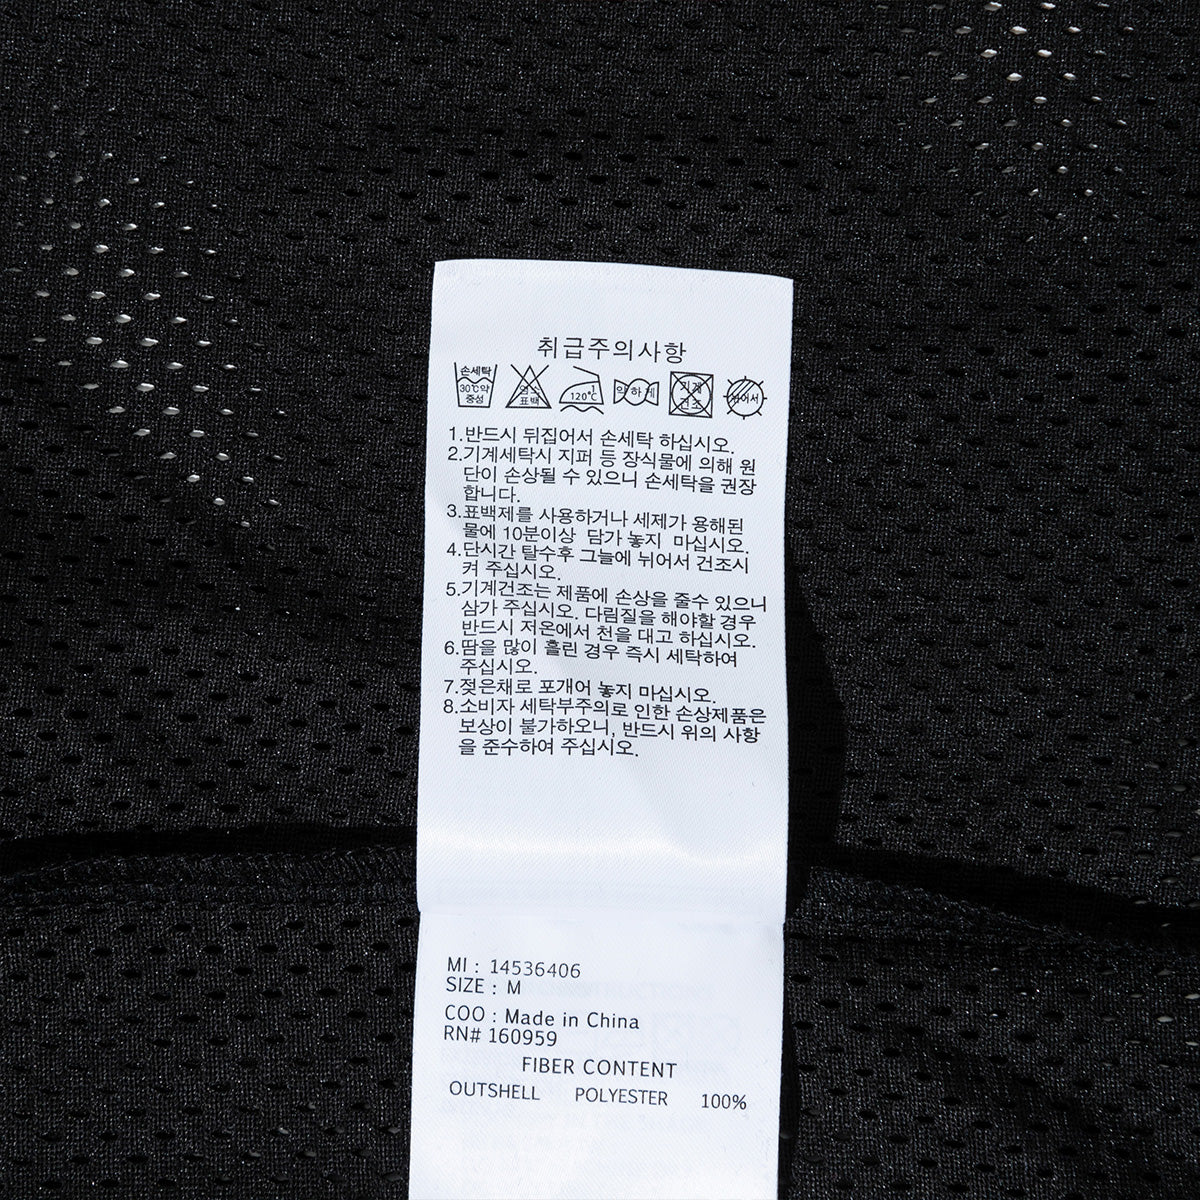 취급주의사항
손세탁
30℃약
중성
염소
표백
1
120℃
약하게
기계
건조
뉘어서
1.반드시 뒤집어서 손세탁 하십시오.
2.기계세탁시 지퍼 등 장식물에 의해 원
단이 손상될 수 있으니 손세탁을 권장
합니다.
3.표백제를 사용하거나 세제가 용해된
물에 10분이상 담가 놓지 마십시오.
4.단시간 탈수후 그늘에 뉘어서 건조시
켜 주십시오.
5.기계건조는 제품에 손상을 줄수 있으니
삼가 주십시오. 다림질을 해야할 경우
반드시 저온에서 천을 대고 하십시오.
6.땀을 많이 흘린 경우 즉시 세탁하여
주십시오.
7.젖은채로 포개어 놓지 마십시오.
8.소비자 세탁부주의로 인한 손상제품은
보상이 불가하오니, 반드시 위의 사항
을 준수하여 주십시오.
MI : 14536406
SIZE : M
COO : Made in China
RN# 160959
FIBER CONTENT
OUTSHELL POLYESTER 100%